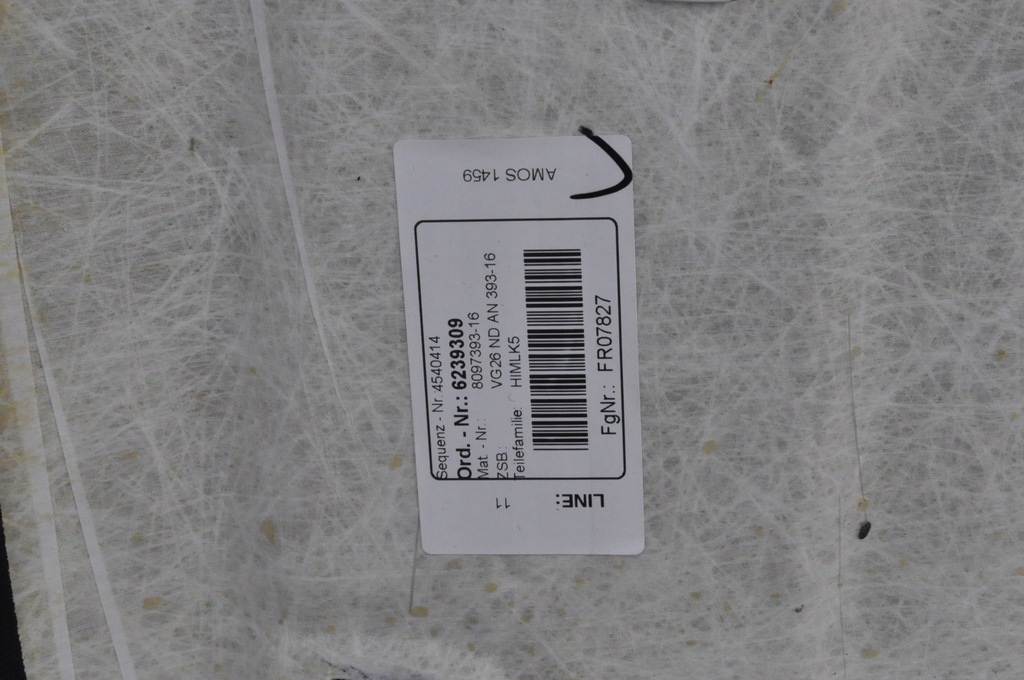 AMOS 1459
Sequenz - Nr. 4540414
Ord. - Nr.: 6239309
Mat. - Nr.: 8097393-16
ZSB.: VG26 ND AN 393-16
Teilefamilie: HIMLK5
FgNr.: FR07827
LINE: 11